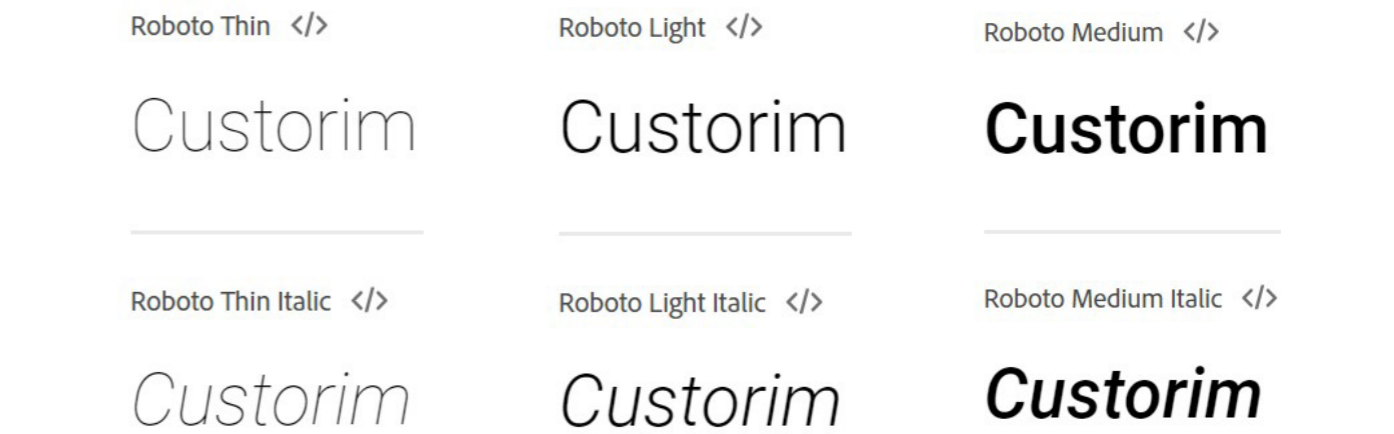 Roboto Thin </>
Custorim
Roboto Light </>
Custorim
Roboto Medium </>
Custorim
Roboto Thin Italic </>
Custorim
Roboto Light Italic </>
Custorim
Roboto Medium Italic </>
Custorim